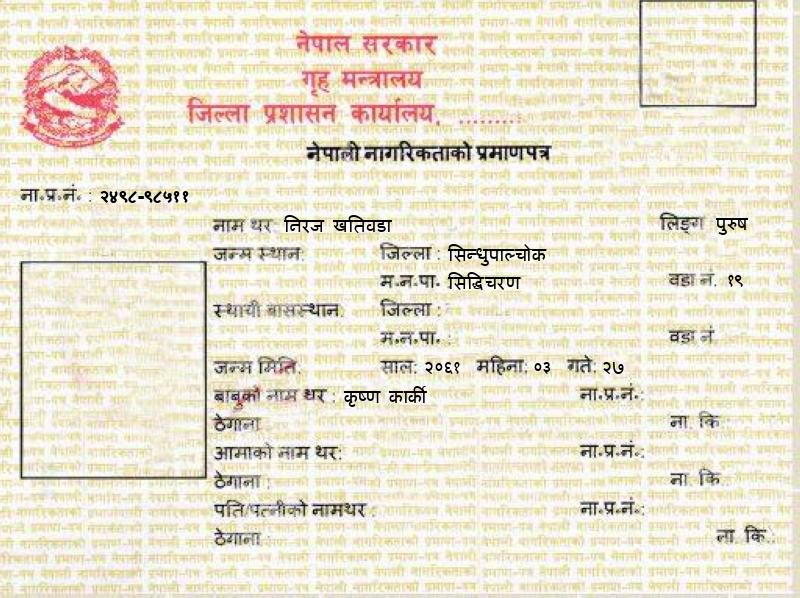 नेपाल सरकार
गृह मन्त्रालय
जिल्ला प्रशासन कार्यालय, ........
नेपाली नागरिकताको प्रमाणपत्र
ना.प्र.नं. : २४९८-९८५११
नाम थर: निरज खतिवडा लिङ्ग पुरुष
जन्म स्थान: जिल्ला : सिन्धुपाल्चोक
म.न.पा. सिद्धिचरण वडा नं. १९
स्थायी बासस्थान: जिल्ला :
म.न.पा. : वडा नं.
जन्म मिति: साल: २०६१ महिना: ०३ गते: २७
बाबुको नाम थर : कृष्ण कार्की ना.प्र.नं.:
ठेगाना : ना. कि.:
आमाको नाम थर: ना.प्र.नं.:
ठेगाना : ना. कि.
पति/पत्नीको नामथर : ना.प्र.नं.:
ठेगाना : ना. कि.: